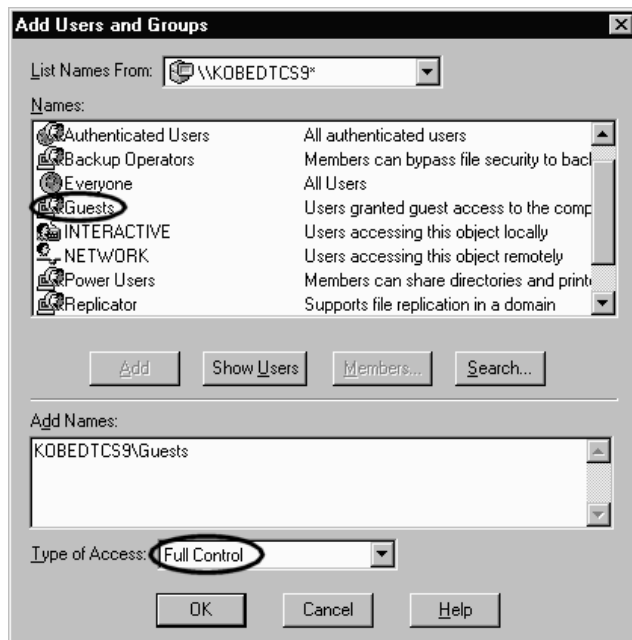 Add Users and Groups
List Names From: \\KOBEDTCS9*
Names:
Authenticated Users All authenticated users
Backup Operators Members can bypass file security to bac
Everyone All Users
Guests Users granted guest access to the comp
INTERACTIVE Users accessing this object locally
NETWORK Users accessing this object remotely
Power Users Members can share directories and print
Replicator Supports file replication in a domain
Add Show Users Members... Search...
Add Names:
KOBEDTCS9\Guests
Type of Access: Full Control
OK Cancel Help